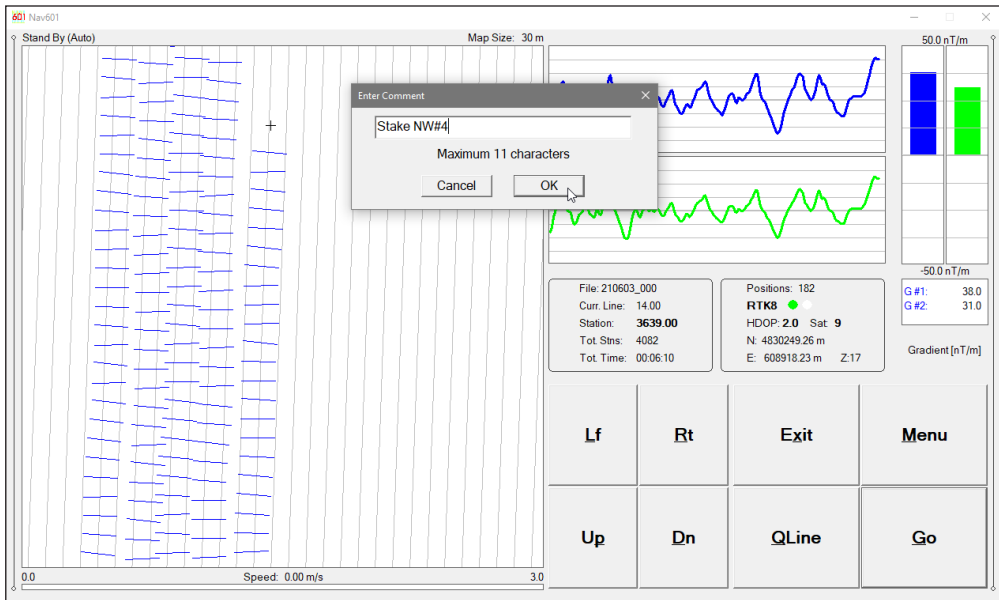 601 Nav601
Stand By (Auto) Map Size: 30 m
Enter Comment
Stake NW#4
Maximum 11 characters
Cancel OK
50.0 nT/m
-50.0 nT/m
G #1: 38.0
G #2: 31.0
Gradient [nT/m]
File: 210603_000
Curr. Line: 14.00
Station: 3639.00
Tot. Stns: 4082
Tot. Time: 00:06:10
Positions: 182
RTK8
HDOP: 2.0 Sat: 9
N: 4830249.26 m
E: 608918.23 m Z:17
Lf Rt Exit Menu
Up Dn QLine Go
0.0 Speed: 0.00 m/s 3.0